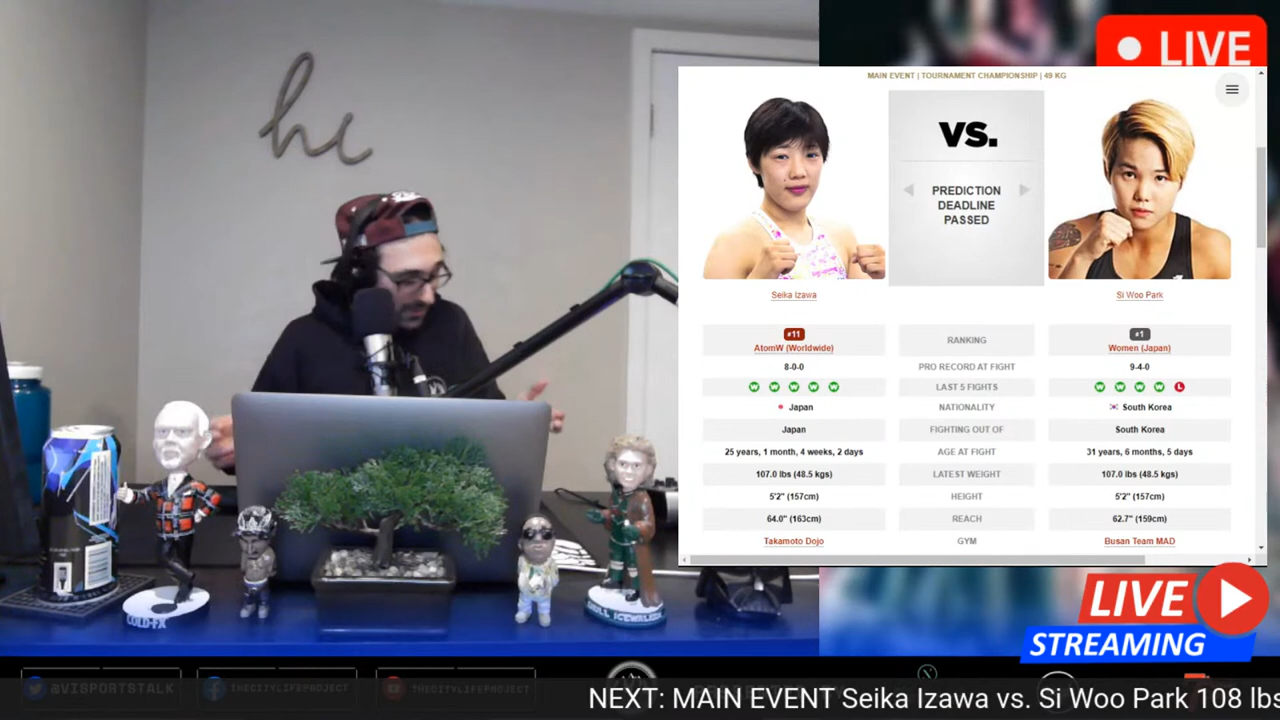 hi
LIVE
MAIN EVENT | TOURNAMENT CHAMPIONSHIP | 49 KG
VS.
PREDICTION
DEADLINE
PASSED
Seika Izawa
Si Woo Park
#11
AtomW (Worldwide)
RANKING
#1
Women (Japan)
8-0-0
PRO RECORD AT FIGHT
9-4-0
W W W W W
LAST 5 FIGHTS
W W W W L
Japan
NATIONALITY
South Korea
Japan
FIGHTING OUT OF
South Korea
25 years, 1 month, 4 weeks, 2 days
AGE AT FIGHT
31 years, 6 months, 5 days
107.0 lbs (48.5 kgs)
LATEST WEIGHT
107.0 lbs (48.5 kgs)
5'2" (157cm)
HEIGHT
5'2" (157cm)
64.0" (163cm)
REACH
62.7" (159cm)
Takamoto Dojo
GYM
Busan Team MAD
COLD-FX
LIVE
STREAMING
@VISPORTSTALK
THECITYLIFEPROJECT
THECITYLIFEPROJECT
NEXT: MAIN EVENT Seika Izawa vs. Si Woo Park 108 lbs